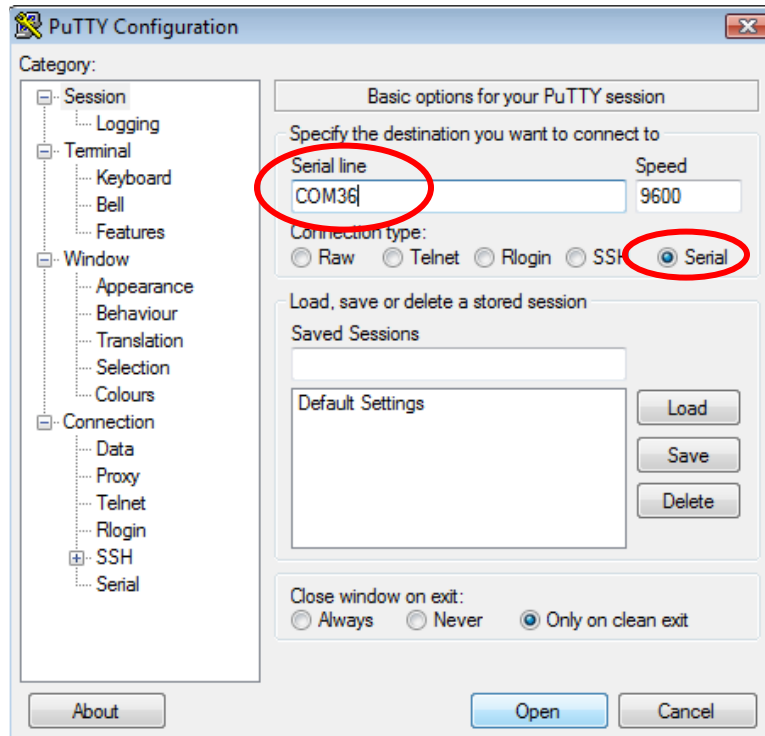 PuTTY Configuration
Category:
Session
Logging
Terminal
Keyboard
Bell
Features
Window
Appearance
Behaviour
Translation
Selection
Colours
Connection
Data
Proxy
Telnet
Rlogin
SSH
Serial
Basic options for your PuTTY session
Specify the destination you want to connect to
Serial line
Speed
COM36
9600
Connection type:
Raw Telnet Rlogin SSH Serial
Load, save or delete a stored session
Saved Sessions
Default Settings
Load
Save
Delete
Close window on exit:
Always Never Only on clean exit
About
Open
Cancel